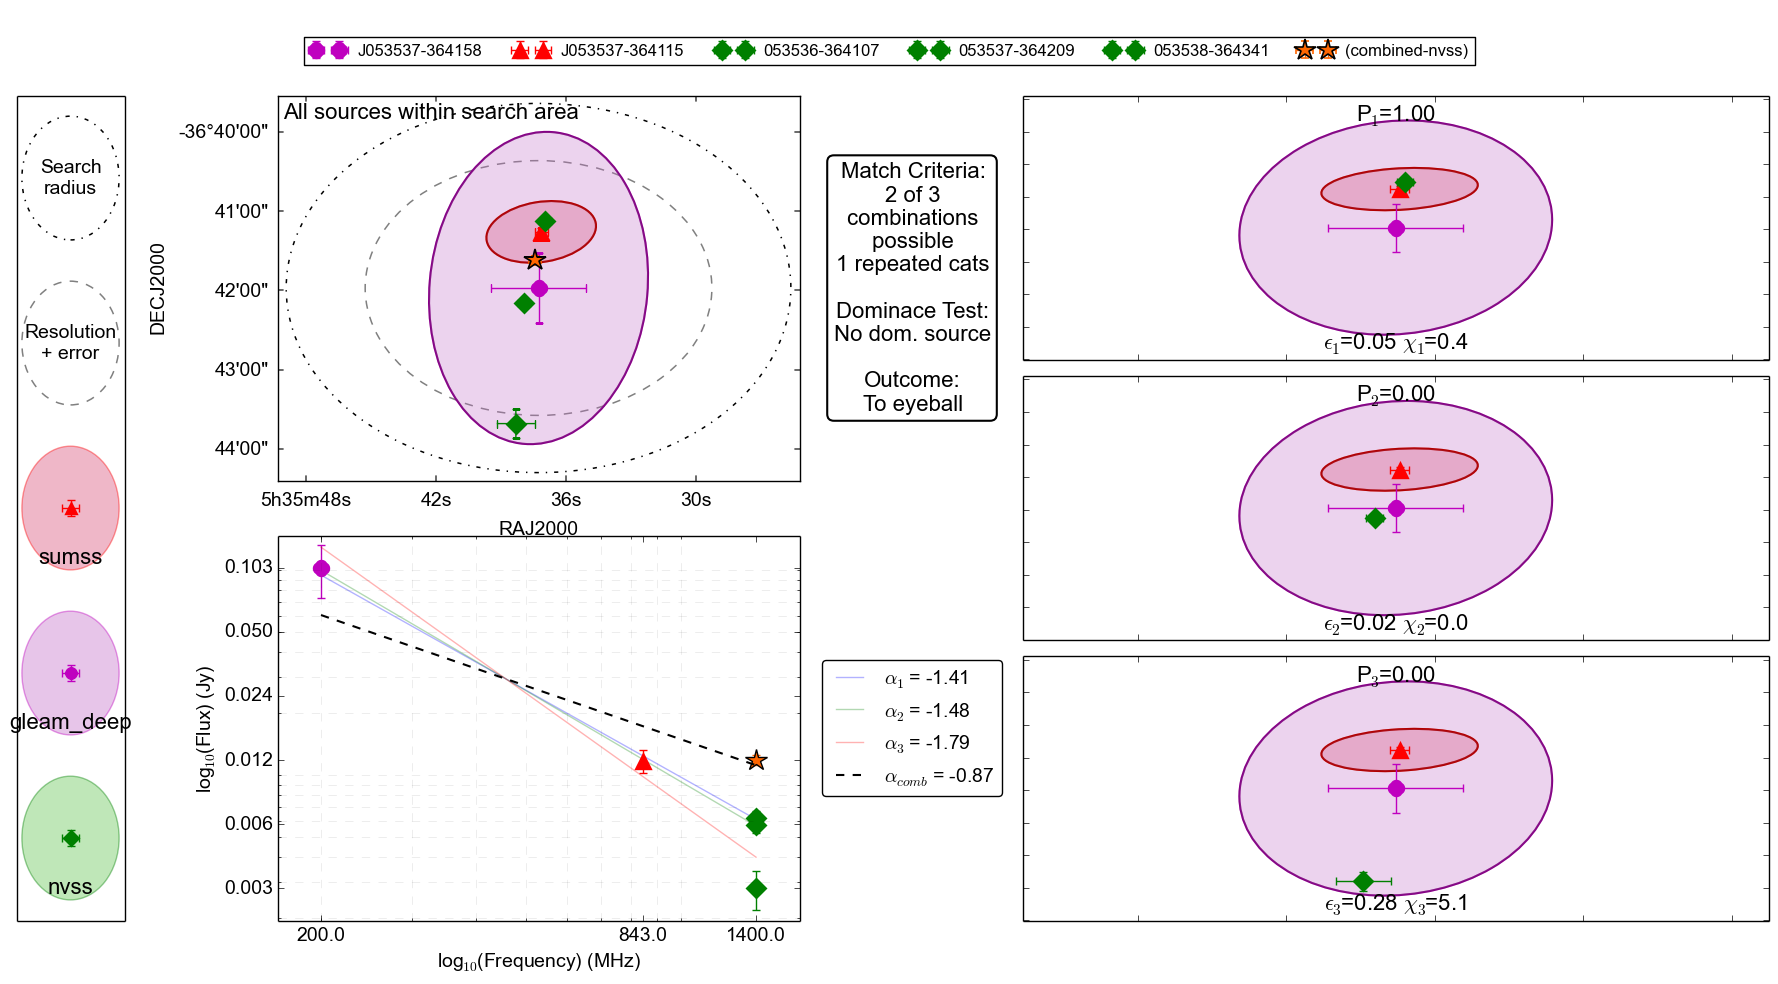 J053537-364158 J053537-364115 053536-364107 053537-364209 053538-364341 (combined-nvss)
Search
radius
Resolution
+ error
sumss
gleam_deep
nvss
All sources within search area
-36°40'00"
41'00"
42'00"
43'00"
44'00"
DECJ2000
5h35m48s 42s 36s 30s
RAJ2000
Match Criteria:
2 of 3
combinations
possible
1 repeated cats
Dominace Test:
No dom. source
Outcome:
To eyeball
P1=1.00
ϵ1=0.05 χ1=0.4
P2=0.00
ϵ2=0.02 χ2=0.0
P3=0.00
ϵ3=0.28 χ3=5.1
0.103
0.050
0.024
0.012
0.006
0.003
log10(Flux) (Jy)
200.0 843.0 1400.0
log10(Frequency) (MHz)
α1 = -1.41
α2 = -1.48
α3 = -1.79
αcomb = -0.87